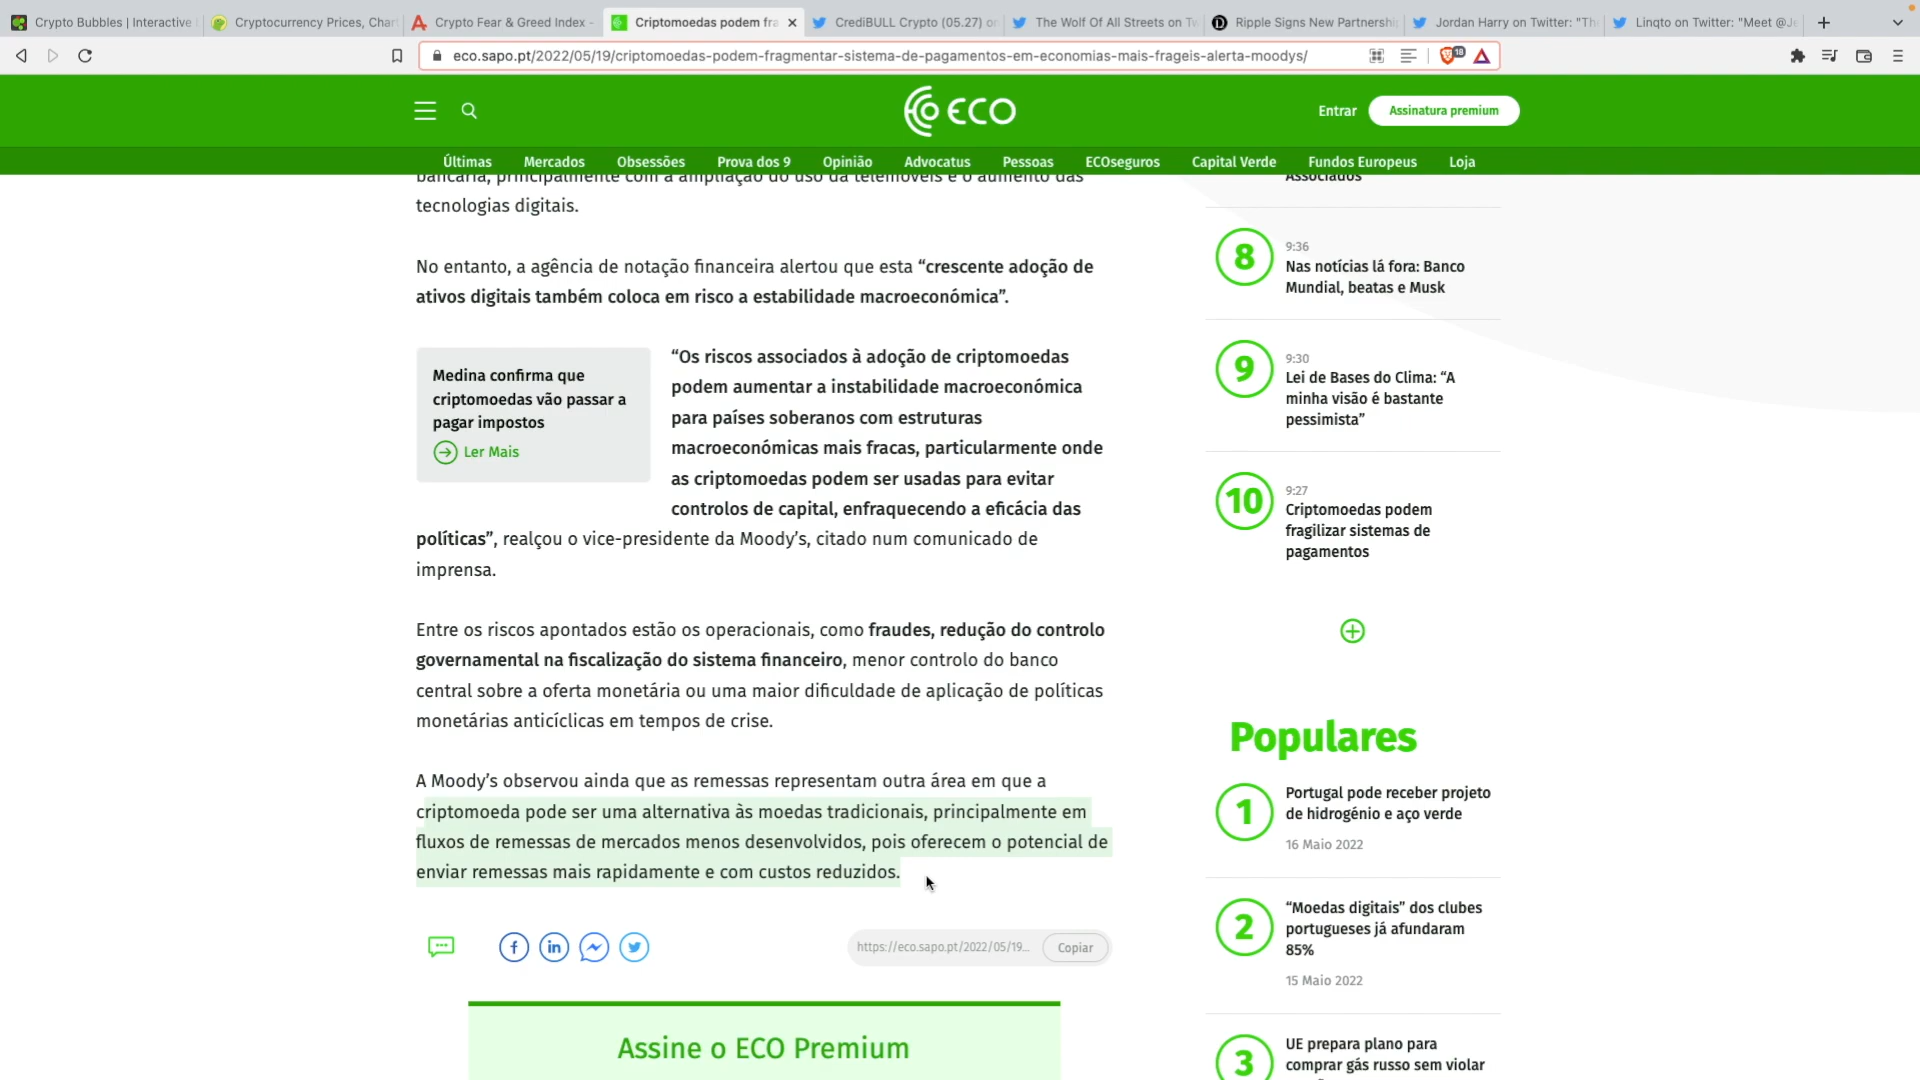 Crypto Bubbles | Interactive
Cryptocurrency Prices, Char
Crypto Fear & Greed Index -
Criptomoedas podem fra
CrediBULL Crypto (05.27) o
The Wolf Of All Streets on Tw
Ripple Signs New Partnershi
Jordan Harry on Twitter: "Th
Linqto on Twitter: "Meet @Je
eco.sapo.pt/2022/05/19/criptomoedas-podem-fragmentar-sistema-de-pagamentos-em-economias-mais-frageis-alerta-moodys/
18
ECO
Entrar
Assinatura premium
Últimas
Mercados
Obsessões
Prova dos 9
Opinião
Advocatus
Pessoas
ECOseguros
Capital Verde
Fundos Europeus
Loja
bancária, principalmente com a ampliação do uso da telemóveis e o aumento das
tecnologias digitais.
No entanto, a agência de notação financeira alertou que esta “crescente adoção de
ativos digitais também coloca em risco a estabilidade macroeconómica”.
Medina confirma que
criptomoedas vão passar a
pagar impostos
Ler Mais
“Os riscos associados à adoção de criptomoedas
podem aumentar a instabilidade macroeconómica
para países soberanos com estruturas
macroeconómicas mais fracas, particularmente onde
as criptomoedas podem ser usadas para evitar
controlos de capital, enfraquecendo a eficácia das
políticas”, realçou o vice-presidente da Moody’s, citado num comunicado de
imprensa.
Entre os riscos apontados estão os operacionais, como fraudes, redução do controlo
governamental na fiscalização do sistema financeiro, menor controlo do banco
central sobre a oferta monetária ou uma maior dificuldade de aplicação de políticas
monetárias anticíclicas em tempos de crise.
A Moody’s observou ainda que as remessas representam outra área em que a
criptomoeda pode ser uma alternativa às moedas tradicionais, principalmente em
fluxos de remessas de mercados menos desenvolvidos, pois oferecem o potencial de
enviar remessas mais rapidamente e com custos reduzidos.
https://eco.sapo.pt/2022/05/19...
Copiar
Assine o ECO Premium
Associados
8
9:36
Nas notícias lá fora: Banco
Mundial, beatas e Musk
9
9:30
Lei de Bases do Clima: “A
minha visão é bastante
pessimista”
10
9:27
Criptomoedas podem
fragilizar sistemas de
pagamentos
Populares
1
Portugal pode receber projeto
de hidrogénio e aço verde
16 Maio 2022
2
“Moedas digitais” dos clubes
portugueses já afundaram
85%
15 Maio 2022
3
UE prepara plano para
comprar gás russo sem violar